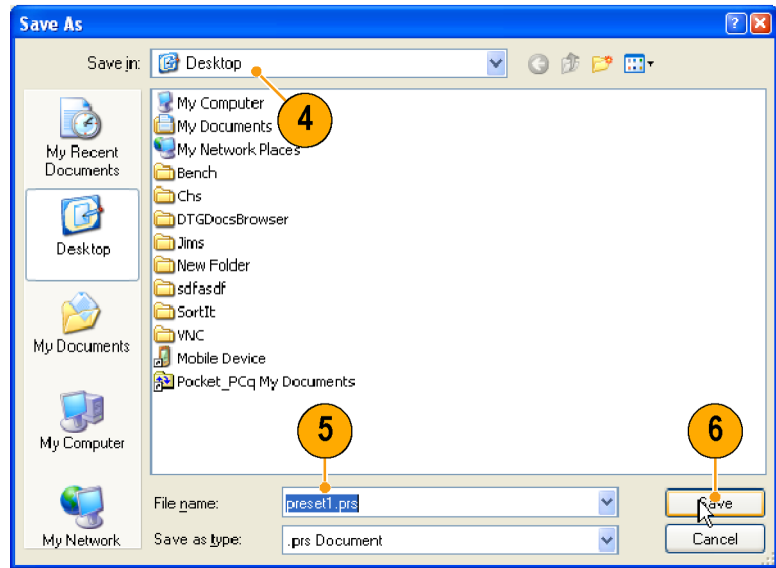 Save As
Save in: Desktop
4
My Recent
Documents
Desktop
My Documents
My Computer
My Network
My Computer
My Documents
My Network Places
Bench
Chs
DTGDocsBrowser
Jims
New Folder
sdfasdf
SortIt
VNC
Mobile Device
Pocket_PCq My Documents
5
6
File name: preset1.prs Save
Save as type: .prs Document Cancel